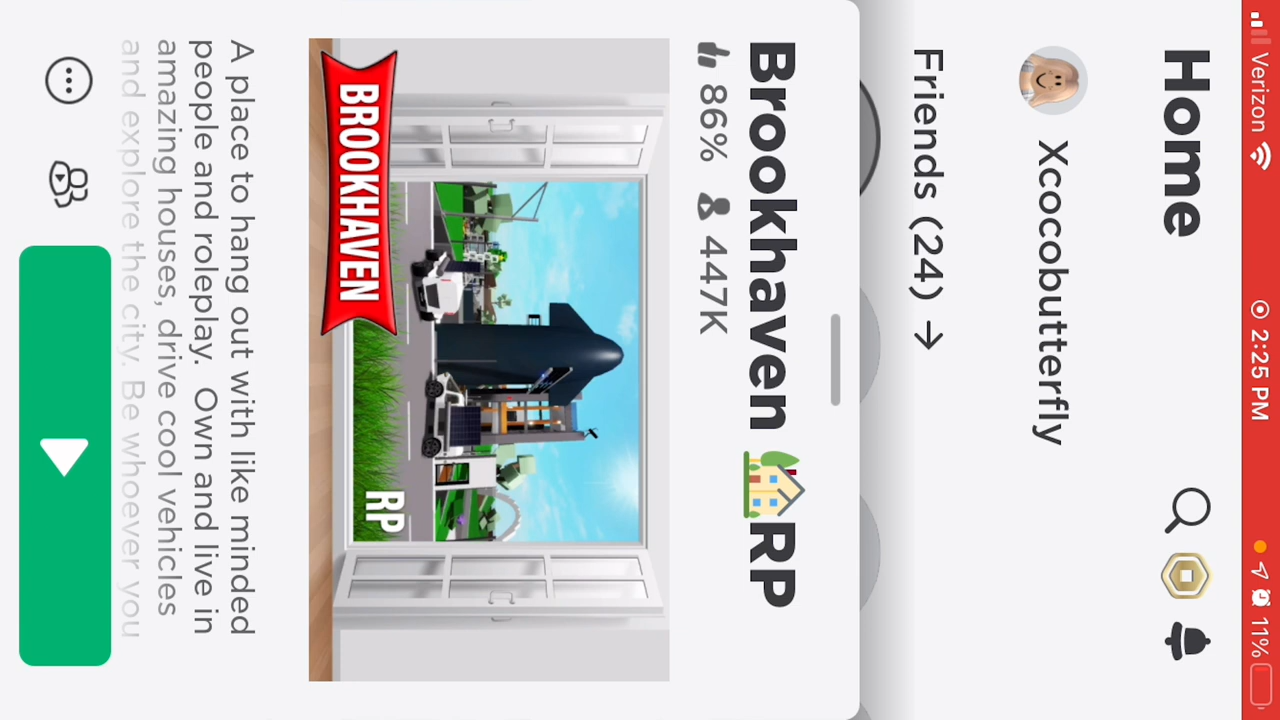 Verizon 2:25 PM 11%
Home
Xcocobutterfly
Friends (24) →
Brookhaven 🏡RP
86% 447K
BROOKHAVEN
RP
A place to hang out with like minded
people and roleplay. Own and live in
amazing houses, drive cool vehicles
and explore the city. Be whoever you